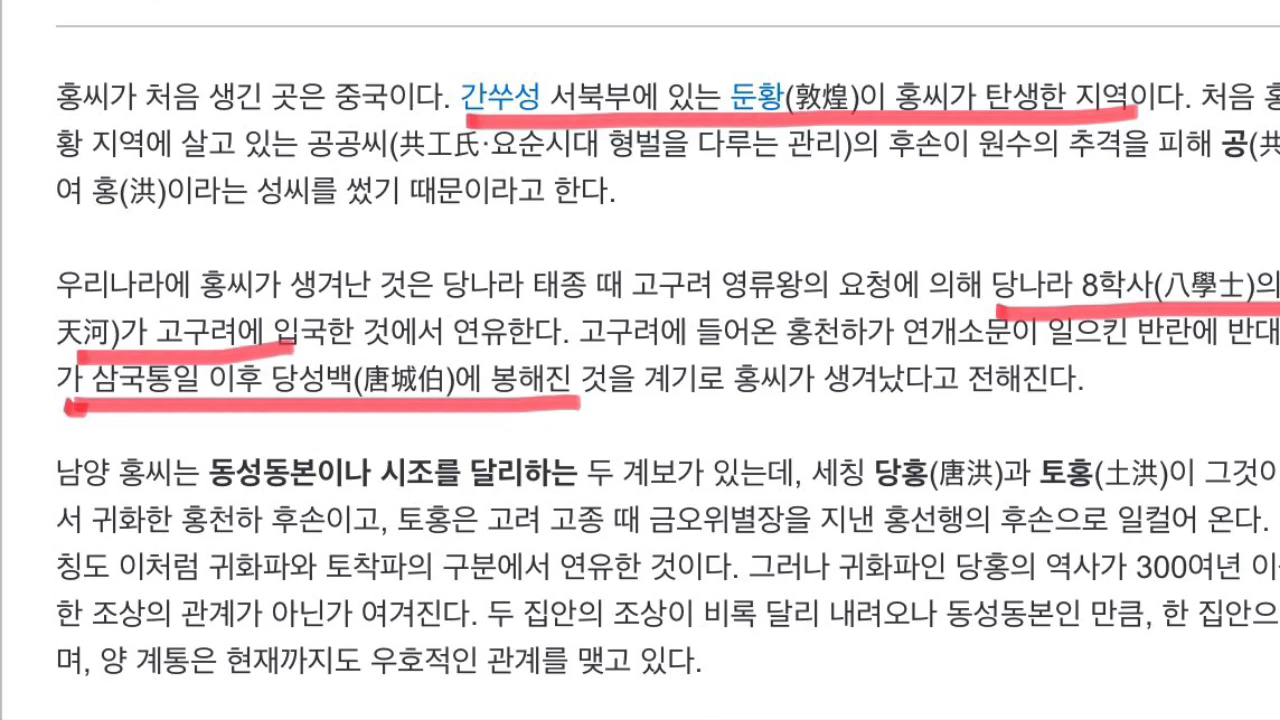 홍씨가 처음 생긴 곳은 중국이다. 간쑤성 서북부에 있는 둔황(敦煌)이 홍씨가 탄생한 지역이다. 처음
황 지역에 살고 있는 공공씨(共工氏·요순시대 형벌을 다루는 관리)의 후손이 원수의 추격을 피해 공(共
여 홍(洪)이라는 성씨를 썼기 때문이라고 한다.
우리나라에 홍씨가 생겨난 것은 당나라 태종 때 고구려 영류왕의 요청에 의해 당나라 8학사(八學士)의
天河)가 고구려에 입국한 것에서 연유한다. 고구려에 들어온 홍천하가 연개소문이 일으킨 반란에 반대
가 삼국통일 이후 당성백(唐城伯)에 봉해진 것을 계기로 홍씨가 생겨났다고 전해진다.
남양 홍씨는 동성동본이나 시조를 달리하는 두 계보가 있는데, 세칭 당홍(唐洪)과 토홍(土洪)이 그것이
서 귀화한 홍천하 후손이고, 토홍은 고려 고종 때 금오위별장을 지낸 홍선행의 후손으로 일컬어 온다.
칭도 이처럼 귀화파와 토착파의 구분에서 연유한 것이다. 그러나 귀화파인 당홍의 역사가 300여년 이
한 조상의 관계가 아닌가 여겨진다. 두 집안의 조상이 비록 달리 내려오나 동성동본인 만큼, 한 집안으
며, 양 계통은 현재까지도 우호적인 관계를 맺고 있다.